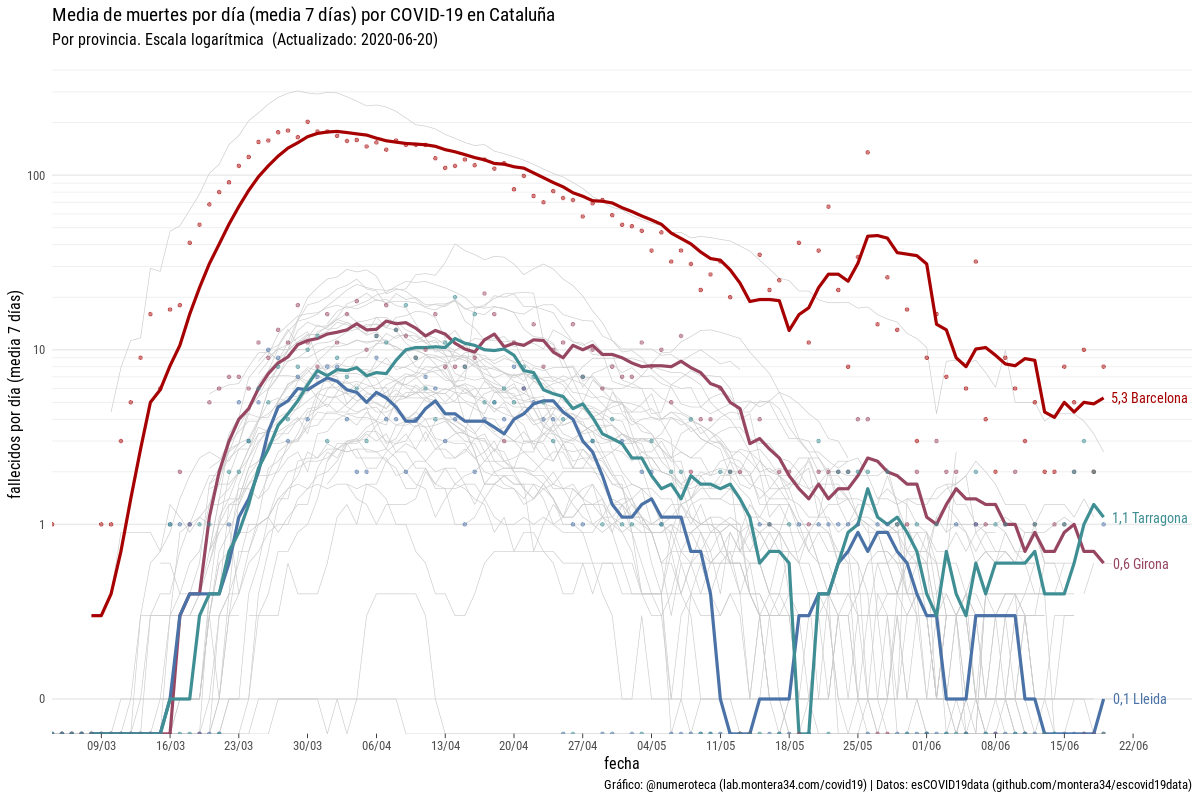 Media de muertes por día (media 7 días) por COVID-19 en Cataluña
Por provincia. Escala logarítmica (Actualizado: 2020-06-20)
fallecidos por día (media 7 días)
100
10
1
0
5,3 Barcelona
1,1 Tarragona
0,6 Girona
0,1 Lleida
09/03 16/03 23/03 30/03 06/04 13/04 20/04 27/04 04/05 11/05 18/05 25/05 01/06 08/06 15/06 22/06
fecha
Gráfico: @numeroteca (lab.montera34.com/covid19) | Datos: esCOVID19data (github.com/montera34/escovid19data)